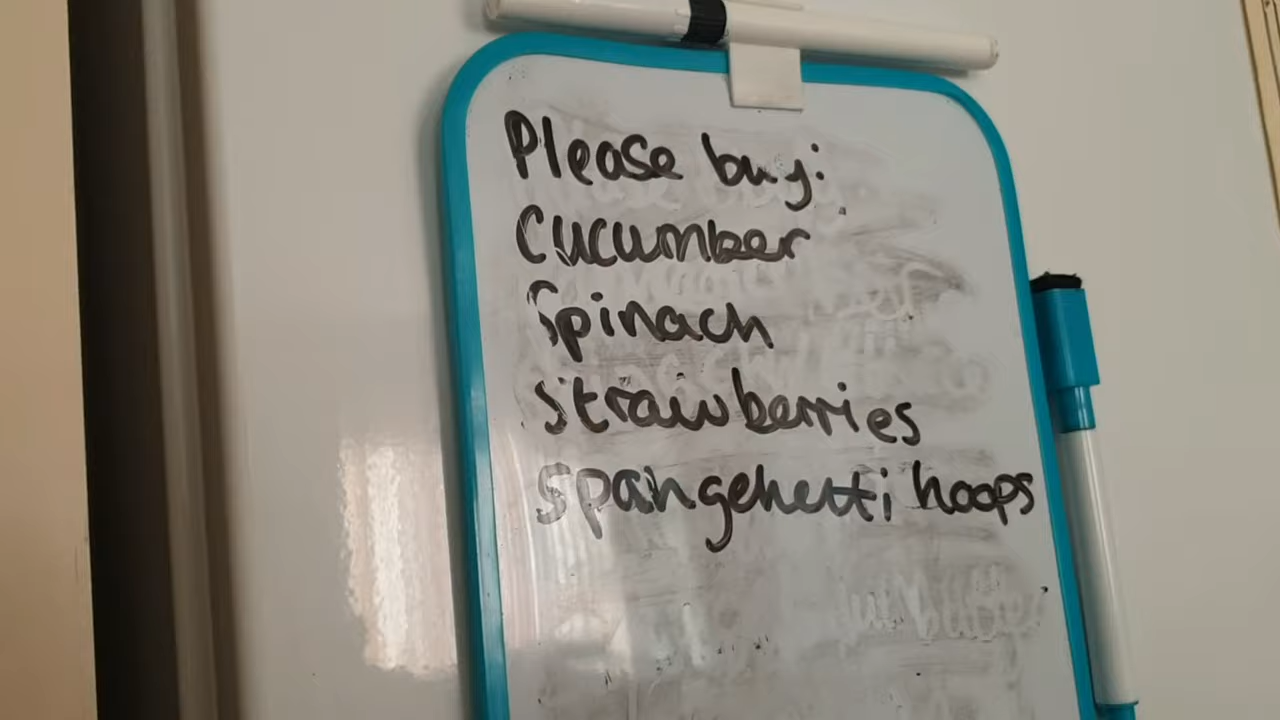 Please buy:
Cucumber
Spinach
Strawberries
Spangehetti hoops